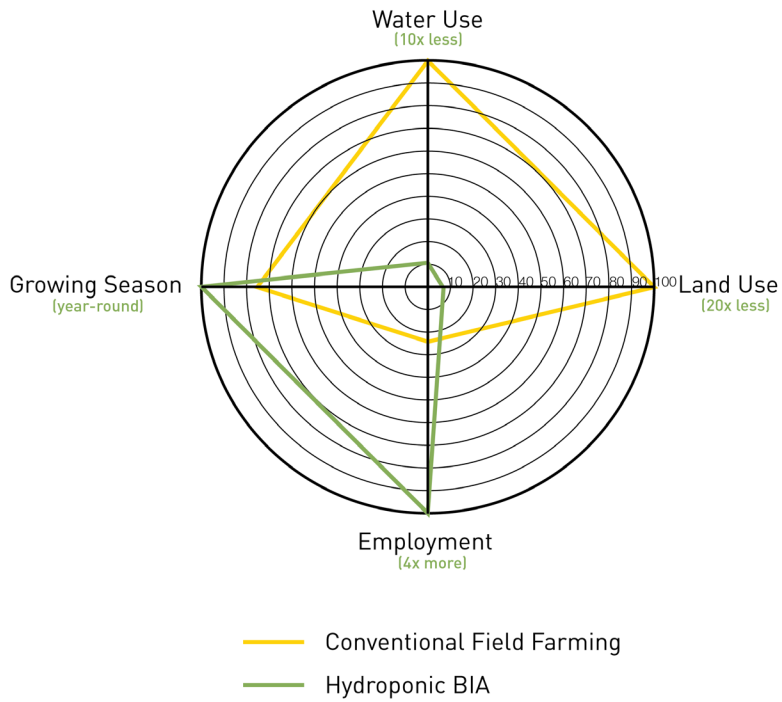 Water Use
(10x less)
10 20 30 40 50 60 70 80 90 100
Growing Season
(year-round)
Land Use
(20x less)
Employment
(4x more)
Conventional Field Farming
Hydroponic BIA